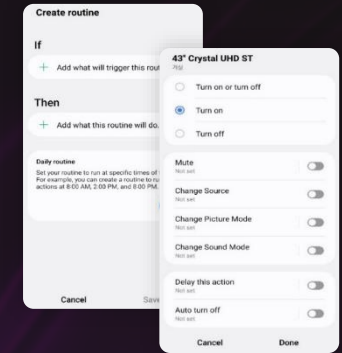 Create routine
If
+ Add what will trigger this rout
Then
+ Add what this routine will do.
Daily routine
Set your routine to run at specific times of
For example, you can create a routine to ru
actions at 8:00 AM, 2:00 PM, and 8:00 PM.
Cancel
Save
43" Crystal UHD ST
Turn on or turn off
Turn on
Turn off
Mute
Not set
Change Source
Not set
Change Picture Mode
Not set
Change Sound Mode
Not set
Delay this action
Not set
Auto turn off
Not set
Cancel
Done